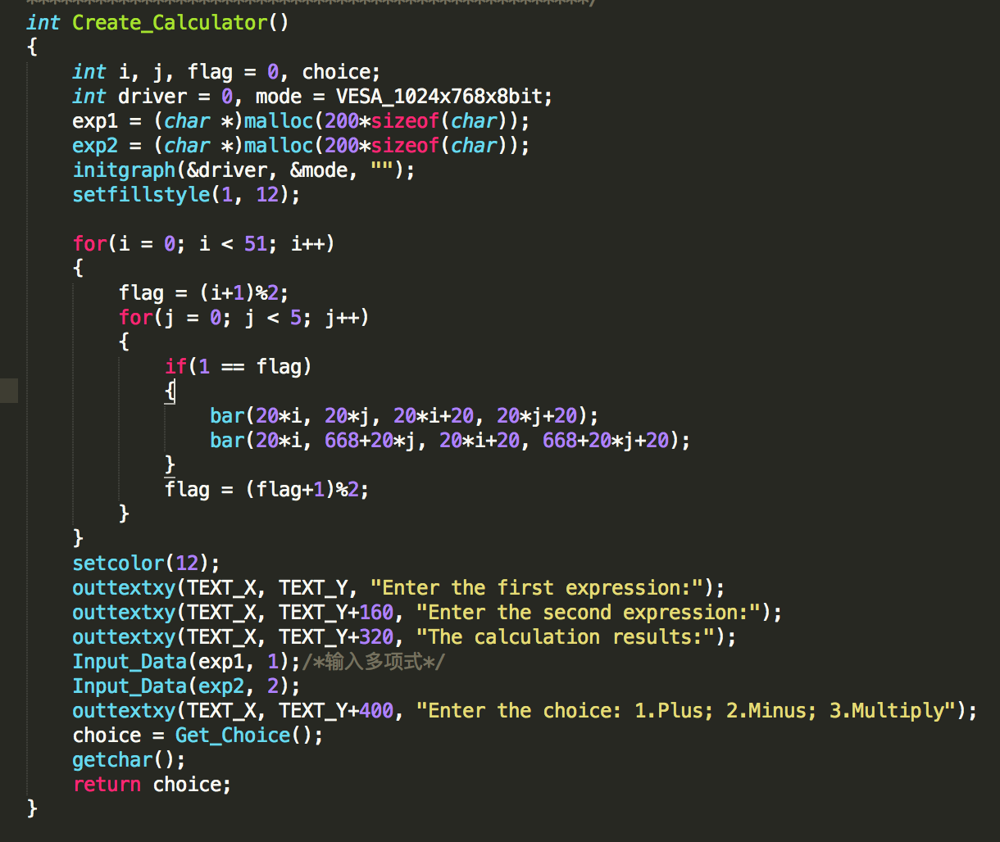 ****************************************************/
int Create_Calculator()
{
    int i, j, flag = 0, choice;
    int driver = 0, mode = VESA_1024x768x8bit;
    exp1 = (char *)malloc(200*sizeof(char));
    exp2 = (char *)malloc(200*sizeof(char));
    initgraph(&driver, &mode, "");
    setfillstyle(1, 12);

    for(i = 0; i < 51; i++)
    {
        flag = (i+1)%2;
        for(j = 0; j < 5; j++)
        {
            if(1 == flag)
            {
                bar(20*i, 20*j, 20*i+20, 20*j+20);
                bar(20*i, 668+20*j, 20*i+20, 668+20*j+20);
            }
            flag = (flag+1)%2;
        }
    }
    setcolor(12);
    outtextxy(TEXT_X, TEXT_Y, "Enter the first expression:");
    outtextxy(TEXT_X, TEXT_Y+160, "Enter the second expression:");
    outtextxy(TEXT_X, TEXT_Y+320, "The calculation results:");
    Input_Data(exp1, 1);/*输入多项式*/
    Input_Data(exp2, 2);
    outtextxy(TEXT_X, TEXT_Y+400, "Enter the choice: 1.Plus; 2.Minus; 3.Multiply");
    choice = Get_Choice();
    getchar();
    return choice;
}